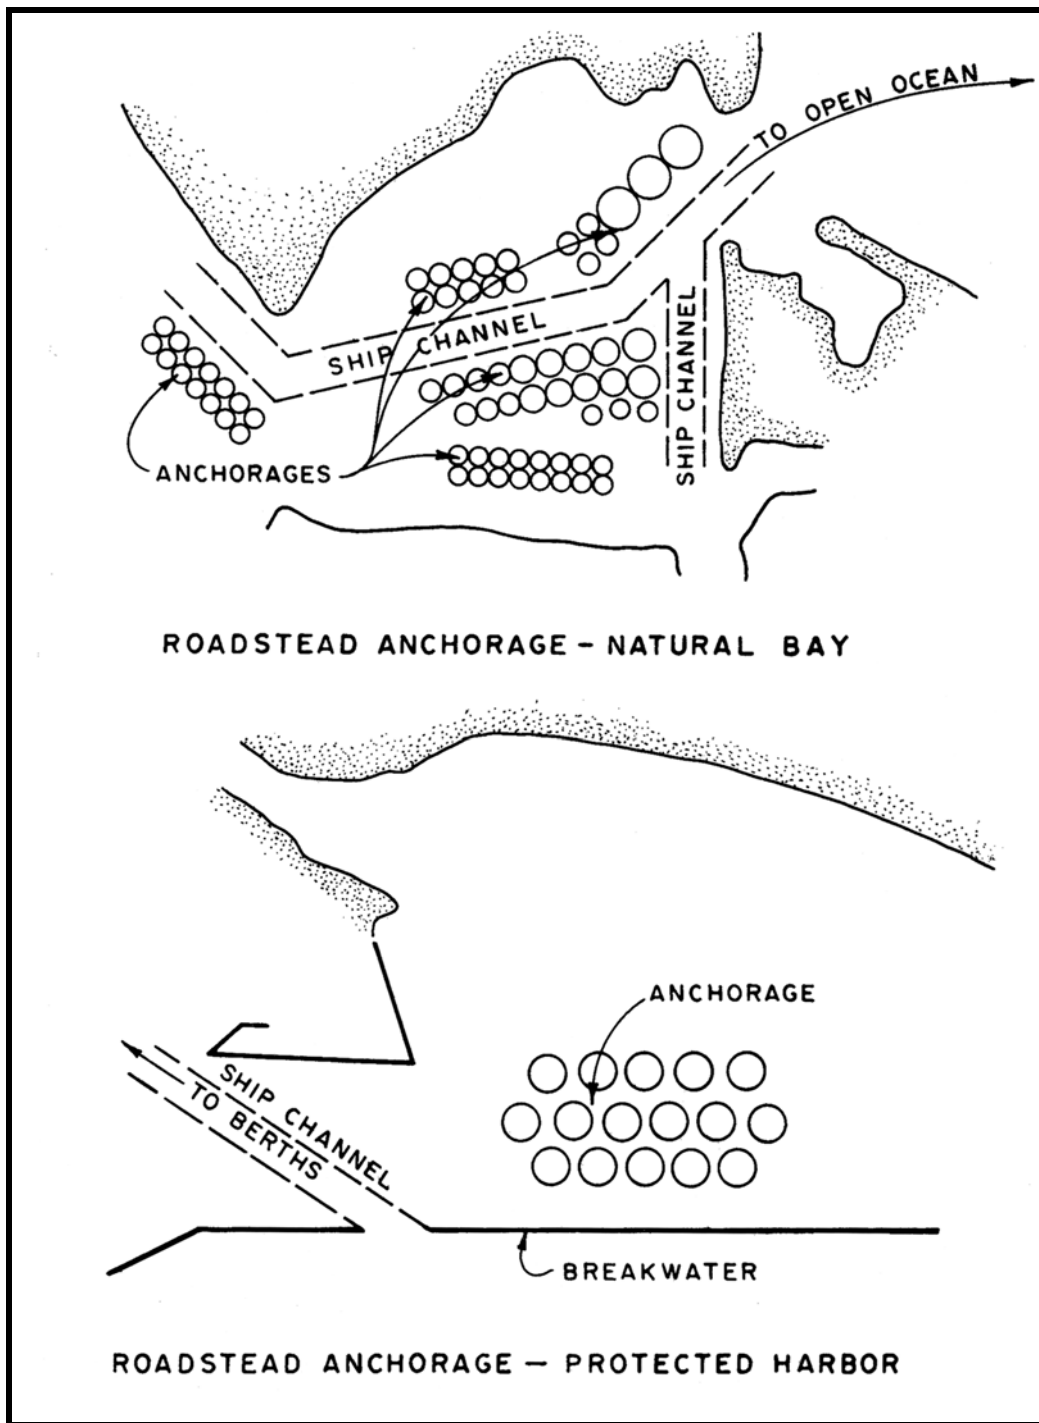 TO OPEN OCEAN
SHIP CHANNEL
SHIP CHANNEL
ANCHORAGES
ROADSTEAD ANCHORAGE - NATURAL BAY
ANCHORAGE
SHIP CHANNEL
TO BERTHS
BREAKWATER
ROADSTEAD ANCHORAGE - PROTECTED HARBOR